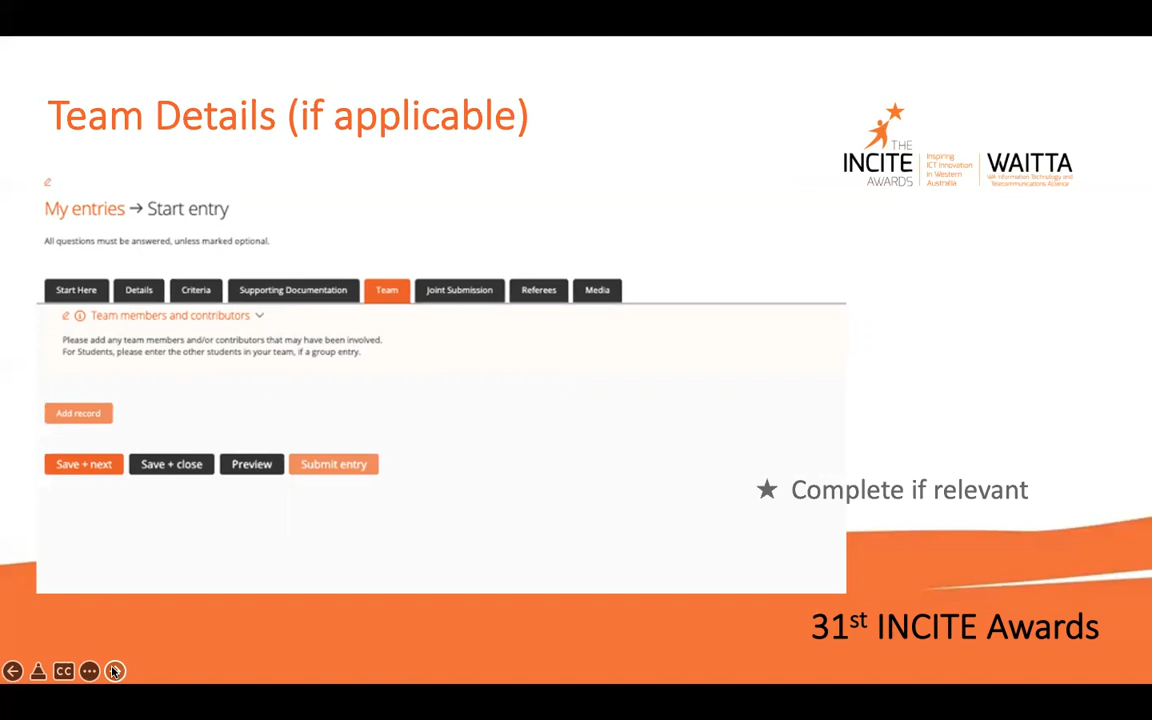 Team Details (if applicable)
THE
INCITE
AWARDS
Inspiring
ICT Innovation
in Western
Australia
WAITTA
WA Information Technology and
Telecommunications Alliance
My entries → Start entry
All questions must be answered, unless marked optional.
Start Here Details Criteria Supporting Documentation Team Joint Submission Referees Media
Team members and contributors
Please add any team members and/or contributors that may have been involved.
For Students, please enter the other students in your team, if a group entry.
Add record
Save + next Save + close Preview Submit entry
★ Complete if relevant
31st INCITE Awards
CC